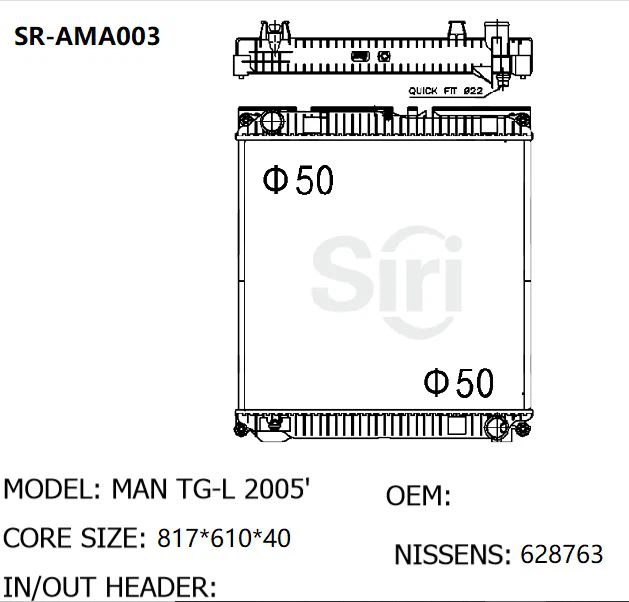 SR-AMA003
QUICK FIT Ø22
Φ50
Siri
Φ50
MODEL: MAN TG-L 2005'
OEM:
CORE SIZE: 817*610*40
NISSENS: 628763
IN/OUT HEADER: